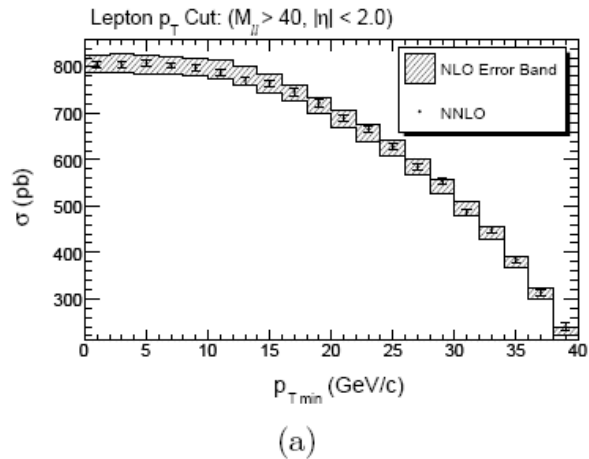 Lepton p_T Cut: (M_ll > 40, |η| < 2.0)
NLO Error Band
NNLO
σ (pb)
800
700
600
500
400
300
0 5 10 15 20 25 30 35 40
p_T min (GeV/c)
(a)